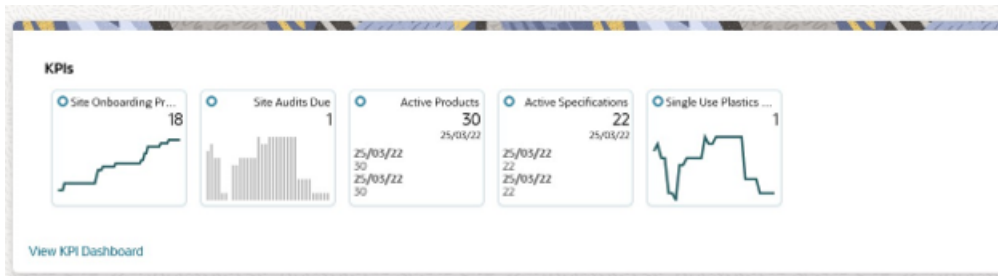 KPIs
Site Onboarding Pr...
18
Site Audits Due
1
Active Products
30
25/03/22
25/03/22
30
25/03/22
30
Active Specifications
22
25/03/22
25/03/22
22
25/03/22
22
Single Use Plastics ...
1
View KPI Dashboard